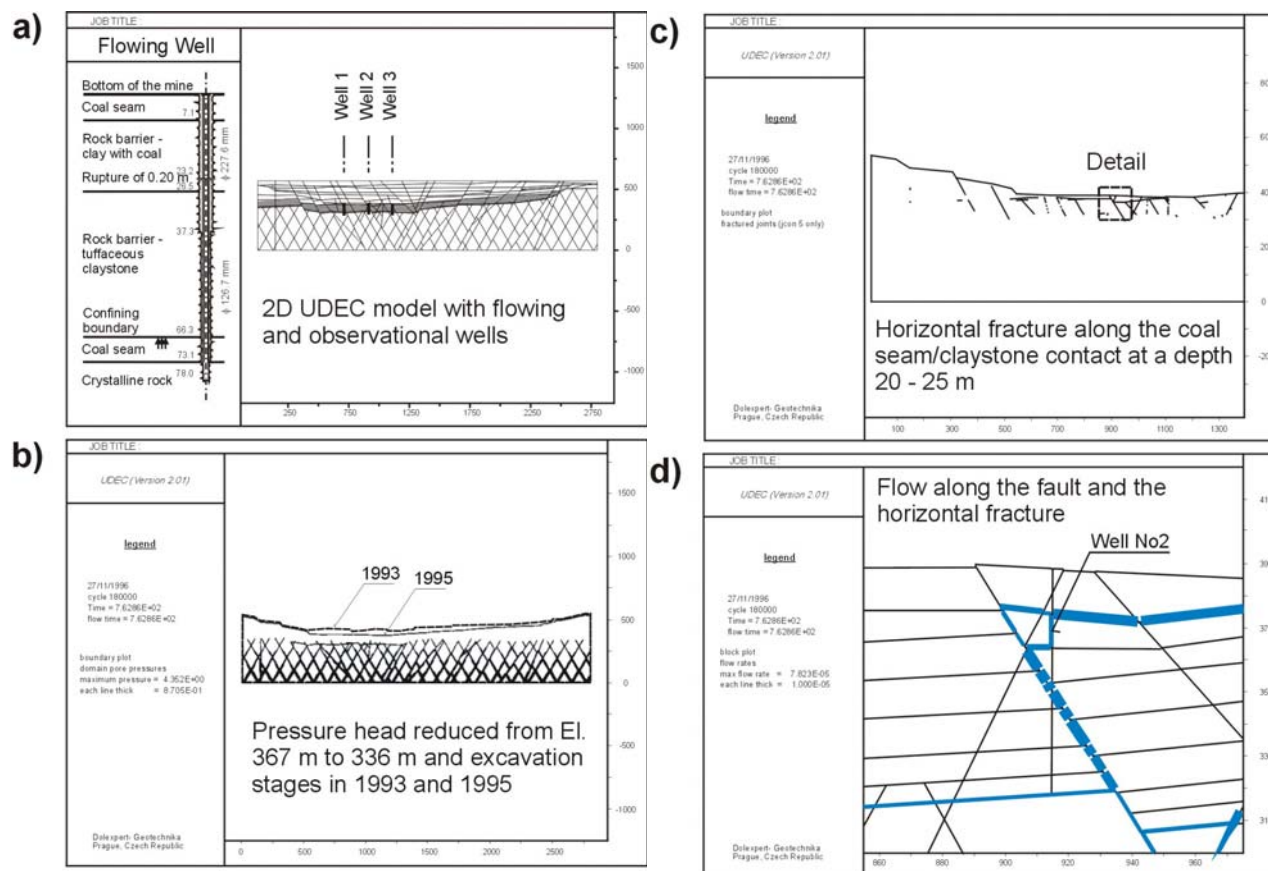 a)
JOB TITLE :
Flowing Well
Bottom of the mine
Coal seam
7.1
Rock barrier -
clay with coal
23.2
Rupture of 0.20 m
37.3
Rock barrier -
tuffaceous
claystone
Confining
boundary
66.3
Coal seam
73.1
Crystalline rock
78.0
ϕ 227.6 mm
ϕ 126.7 mm
Well 1
Well 2
Well 3
2D UDEC model with flowing
and observational wells
1500
1000
500
0
-500
-1000
250 750 1250 1750 2250 2750
b)
JOB TITLE :
UDEC (Version 2.01)
legend
27/11/1996
cycle 180000
Time = 7.6286E+02
flow time = 7.6286E+02
boundary plot
domain pore pressures
maximum pressure = 4.352E+00
each line thick = 8.705E-01
Dolexpert- Geotechnika
Prague, Czech Republic
1993
1995
Pressure head reduced from El.
367 m to 336 m and excavation
stages in 1993 and 1995
1500
1000
500
0
-500
-1000
0 500 1000 1500 2000 2500
c)
JOB TITLE :
UDEC (Version 2.01)
legend
27/11/1996
cycle 180000
Time = 7.6286E+02
flow time = 7.6286E+02
boundary plot
fractured joints (jcon 5 only)
Dolexpert- Geotechnika
Prague, Czech Republic
Detail
Horizontal fracture along the coal
seam/claystone contact at a depth
20 - 25 m
100 300 500 700 900 1100 1300
d)
JOB TITLE :
UDEC (Version 2.01)
legend
27/11/1996
cycle 180000
Time = 7.6286E+02
flow time = 7.6286E+02
block plot
flow rates
max flow rate = 7.823E-05
each line thick = 1.000E-05
Dolexpert- Geotechnika
Prague, Czech Republic
Flow along the fault and the
horizontal fracture
Well No2
860 880 900 920 940 960